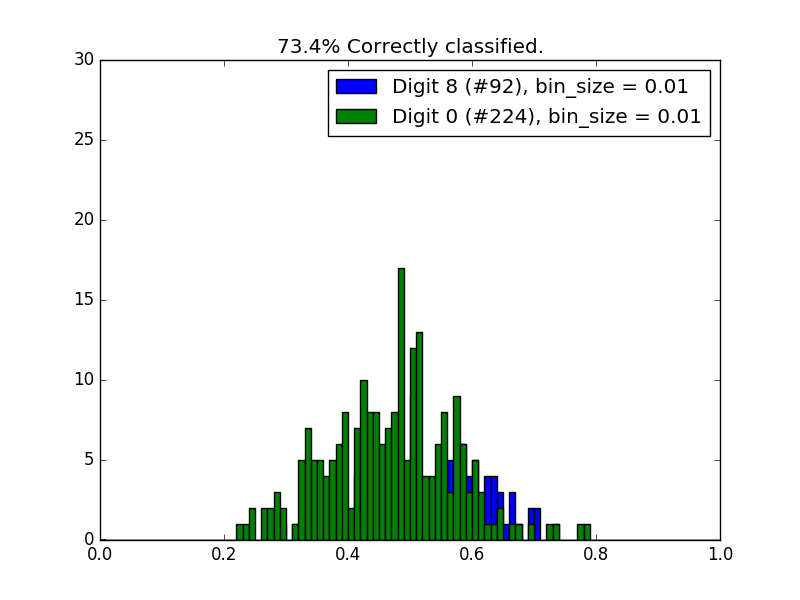 73.4% Correctly classified.
Digit 8 (#92), bin_size = 0.01
Digit 0 (#224), bin_size = 0.01
30
25
20
15
10
5
0
0.0 0.2 0.4 0.6 0.8 1.0